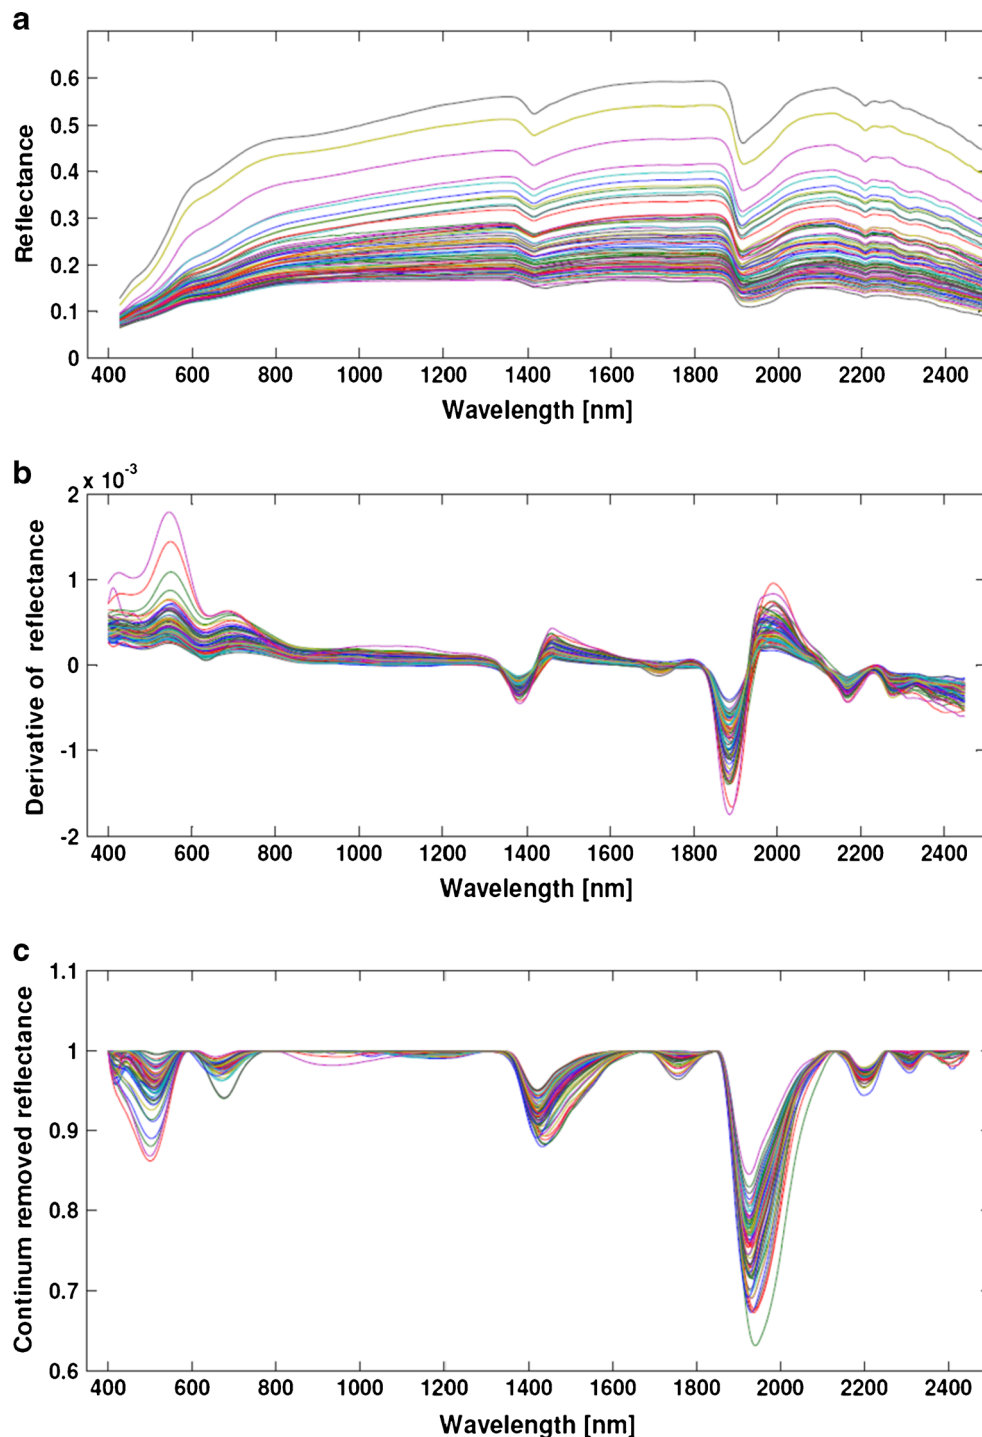 a
Reflectance
0.6
0.5
0.4
0.3
0.2
0.1
0
400 600 800 1000 1200 1400 1600 1800 2000 2200 2400
Wavelength [nm]
b
x 10-3
Derivative of reflectance
2
1
0
-1
-2
400 600 800 1000 1200 1400 1600 1800 2000 2200 2400
Wavelength [nm]
c
Continum removed reflectance
1.1
1
0.9
0.8
0.7
0.6
400 600 800 1000 1200 1400 1600 1800 2000 2200 2400
Wavelength [nm]